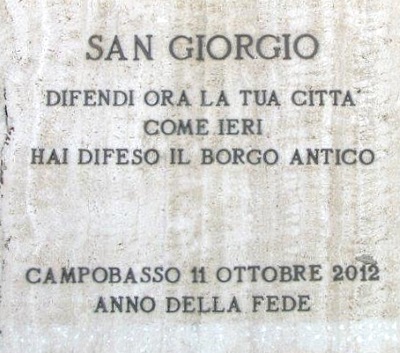 SAN GIORGIO
DIFENDI ORA LA TUA CITTA'
COME IERI
HAI DIFESO IL BORGO ANTICO
CAMPOBASSO 11 OTTOBRE 2012
ANNO DELLA FEDE